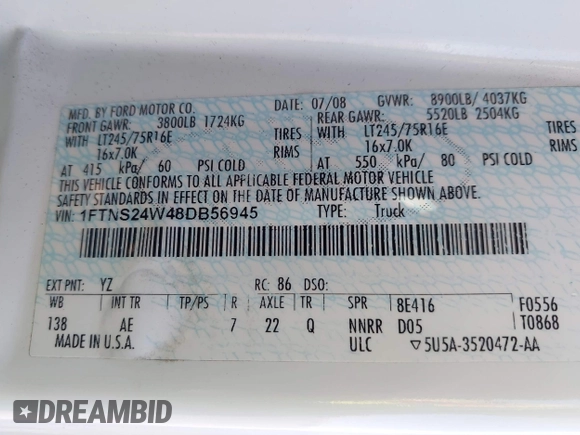 MFD. BY FORD MOTOR CO.
DATE: 07/08 GVWR: 8900LB/ 4037KG
FRONT GAWR: 3800LB 1724KG
REAR GAWR: 5520LB 2504KG
WITH LT245/75R16E TIRES
WITH LT245/75R16E TIRES
16x7.0K RIMS
16x7.0K RIMS
AT 415 kPa/ 60 PSI COLD
AT 550 kPa/ 80 PSI COLD
THIS VEHICLE CONFORMS TO ALL APPLICABLE FEDERAL MOTOR VEHICLE
SAFETY STANDARDS IN EFFECT ON THE DATE OF MANUFACTURE SHOWN ABOVE.
VIN: 1FTNS24W48DB56945 TYPE: Truck
EXT PNT: YZ RC: 86 DSO:
WB INT TR TP/PS R AXLE TR SPR 8E416 F0556
138 AE 7 22 Q NNRR D05 T0868
MADE IN U.S.A. ULC ▽5U5A-3520472-AA
DREAMBID